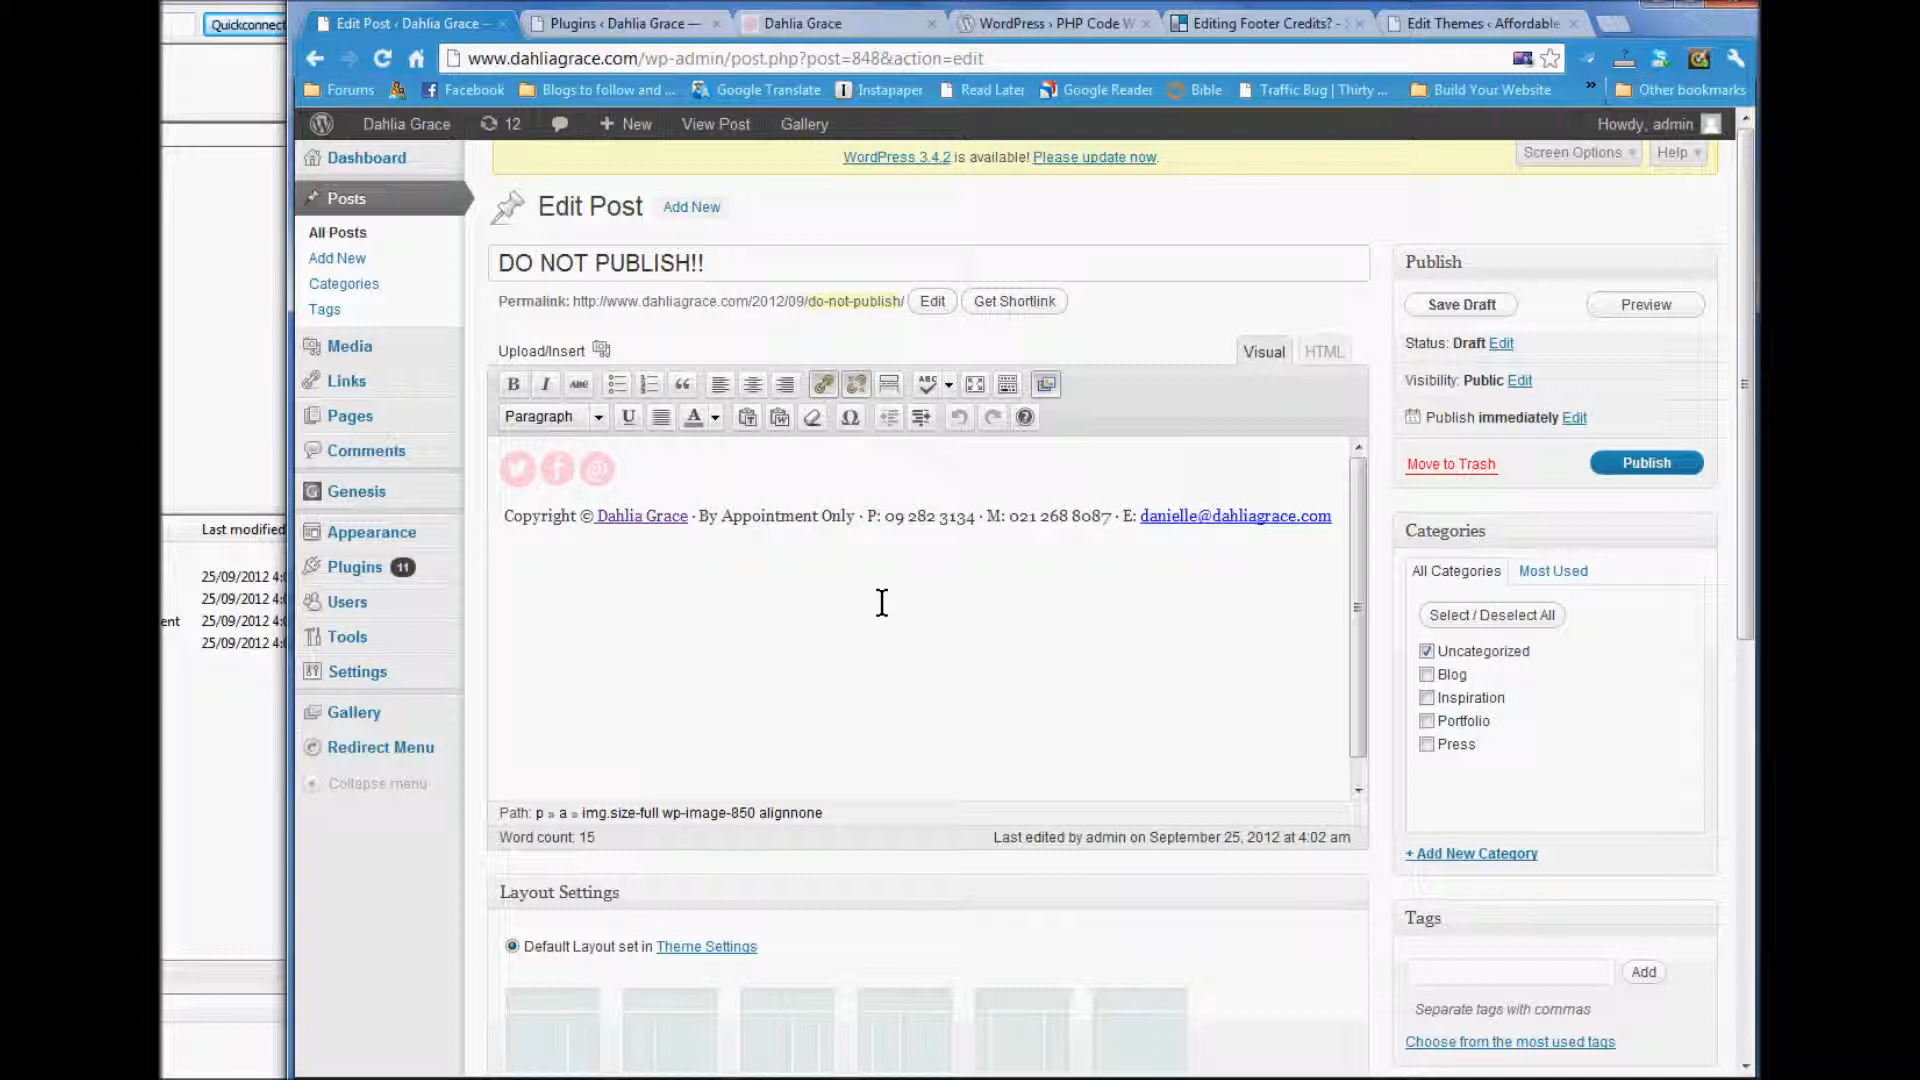 Quickconnect
Edit Post ‹ Dahlia Grace —
Plugins ‹ Dahlia Grace —
Dahlia Grace
WordPress › PHP Code W
Editing Footer Credits? -
Edit Themes ‹ Affordable
www.dahliagrace.com/wp-admin/post.php?post=848&action=edit
Forums
Facebook
Blogs to follow and ...
Google Translate
Instapaper
Read Later
Google Reader
Bible
Traffic Bug | Thirty ...
Build Your Website
»
Other bookmarks
Dahlia Grace
12
+ New
View Post
Gallery
Howdy, admin
Dashboard
Posts
All Posts
Add New
Categories
Tags
Media
Links
Pages
Comments
Genesis
Appearance
Plugins 11
Users
Tools
Settings
Gallery
Redirect Menu
Collapse menu
Last modified
25/09/2012 4:
25/09/2012 4:
ent 25/09/2012 4:
25/09/2012 4:
WordPress 3.4.2 is available! Please update now.
Screen Options
Help
Edit Post Add New
DO NOT PUBLISH!!
Permalink: http://www.dahliagrace.com/2012/09/do-not-publish/ Edit Get Shortlink
Upload/Insert
Visual HTML
B I ABC ABC
Paragraph U A Ω
Copyright © Dahlia Grace · By Appointment Only · P: 09 282 3134 · M: 021 268 8087 · E: danielle@dahliagrace.com
Path: p » a » img.size-full wp-image-850 alignnone
Word count: 15
Last edited by admin on September 25, 2012 at 4:02 am
Layout Settings
Default Layout set in Theme Settings
Publish
Save Draft
Preview
Status: Draft Edit
Visibility: Public Edit
Publish immediately Edit
Move to Trash
Publish
Categories
All Categories
Most Used
Select / Deselect All
Uncategorized
Blog
Inspiration
Portfolio
Press
+ Add New Category
Tags
Add
Separate tags with commas
Choose from the most used tags